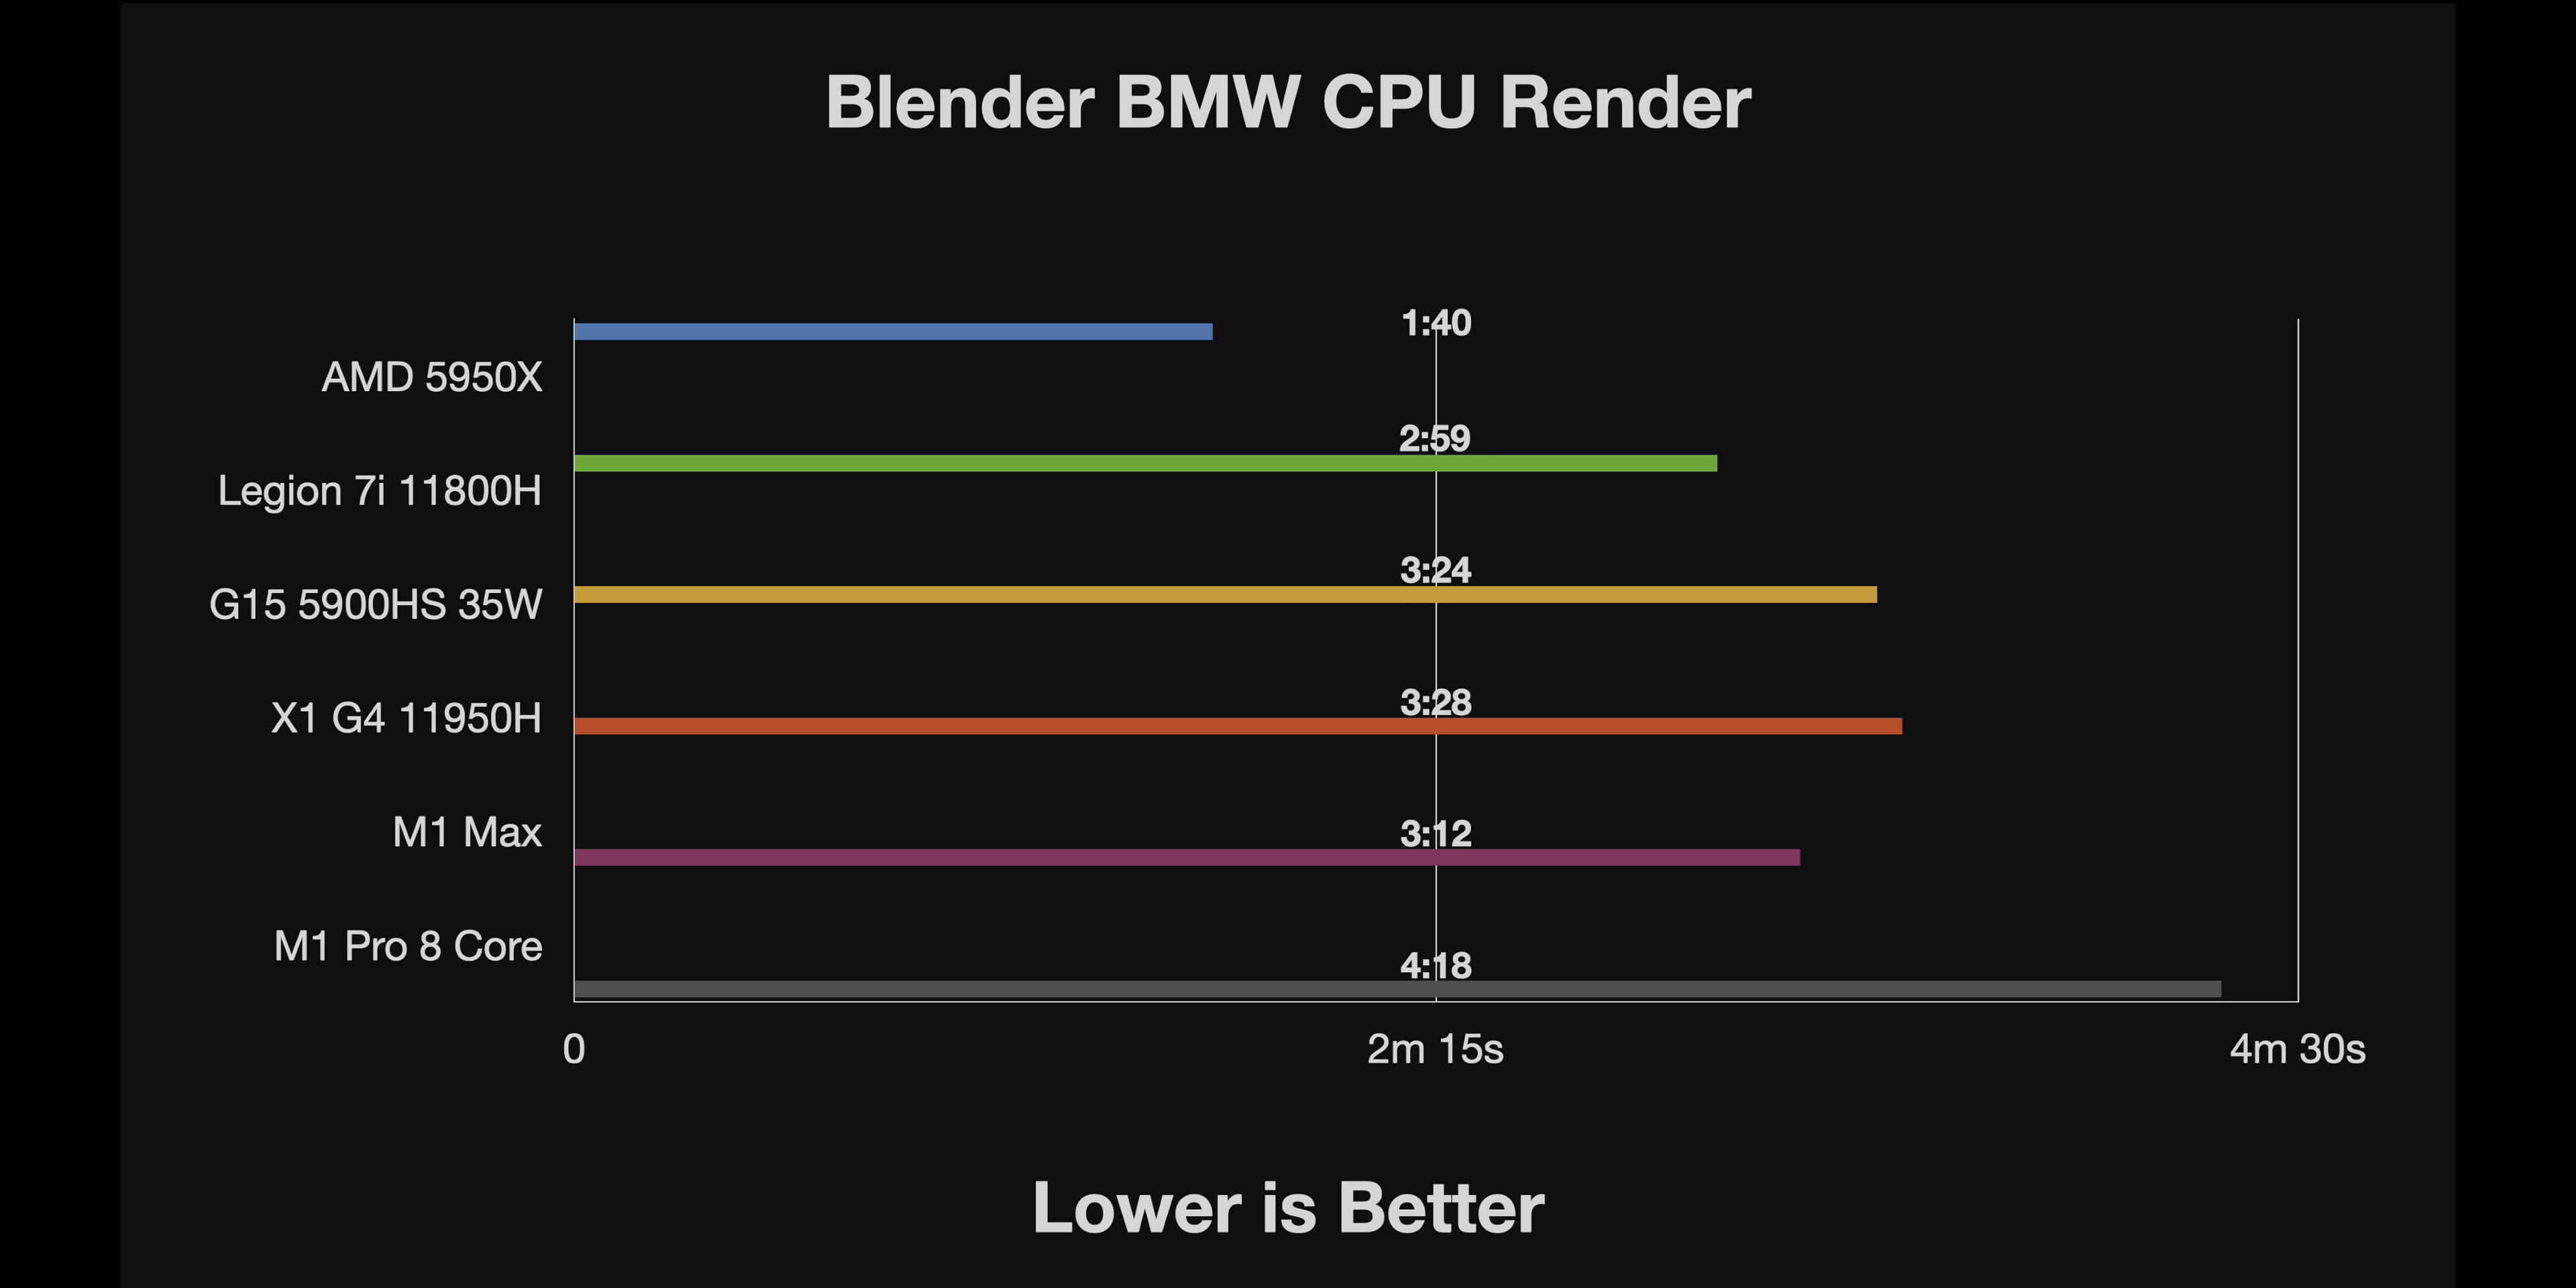 Blender BMW CPU Render
1:40
AMD 5950X
2:59
Legion 7i 11800H
3:24
G15 5900HS 35W
3:28
X1 G4 11950H
3:12
M1 Max
4:18
M1 Pro 8 Core
0 2m 15s 4m 30s
Lower is Better